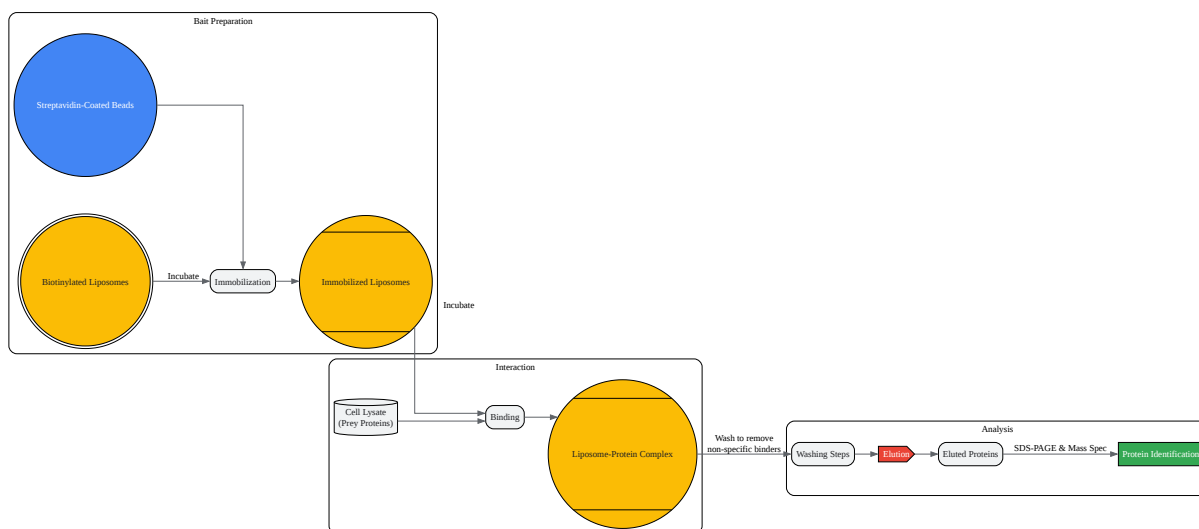 Bait Preparation
Streptavidin-Coated Beads
Biotinylated Liposomes
Incubate
Immobilization
Immobilized Liposomes
Incubate
Interaction
Cell Lysate
(Prey Proteins)
Binding
Liposome-Protein Complex
Wash to remove
non-specific binders
Analysis
Washing Steps
Elution
Eluted Proteins
SDS-PAGE & Mass Spec
Protein Identification